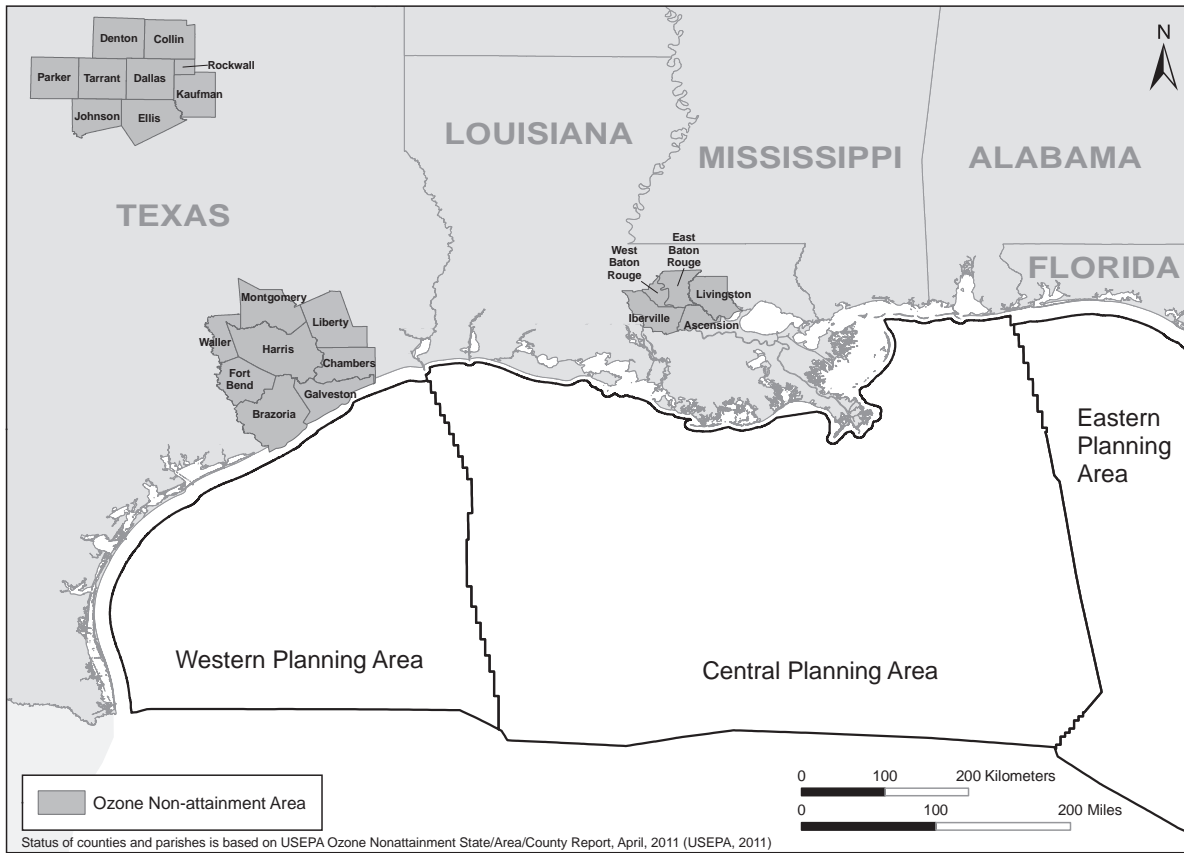 N
Denton
Collin
Rockwall
Parker
Tarrant
Dallas
Kaufman
Johnson
Ellis
LOUISIANA
MISSISSIPPI
ALABAMA
TEXAS
FLORIDA
West
Baton
Rouge
East
Baton
Rouge
Livingston
Iberville
Ascension
Montgomery
Liberty
Waller
Harris
Chambers
Fort
Bend
Galveston
Brazoria
Eastern
Planning
Area
Western Planning Area
Central Planning Area
Ozone Non-attainment Area
0 100 200 Kilometers
0 100 200 Miles
Status of counties and parishes is based on USEPA Ozone Nonattainment State/Area/County Report, April, 2011 (USEPA, 2011)